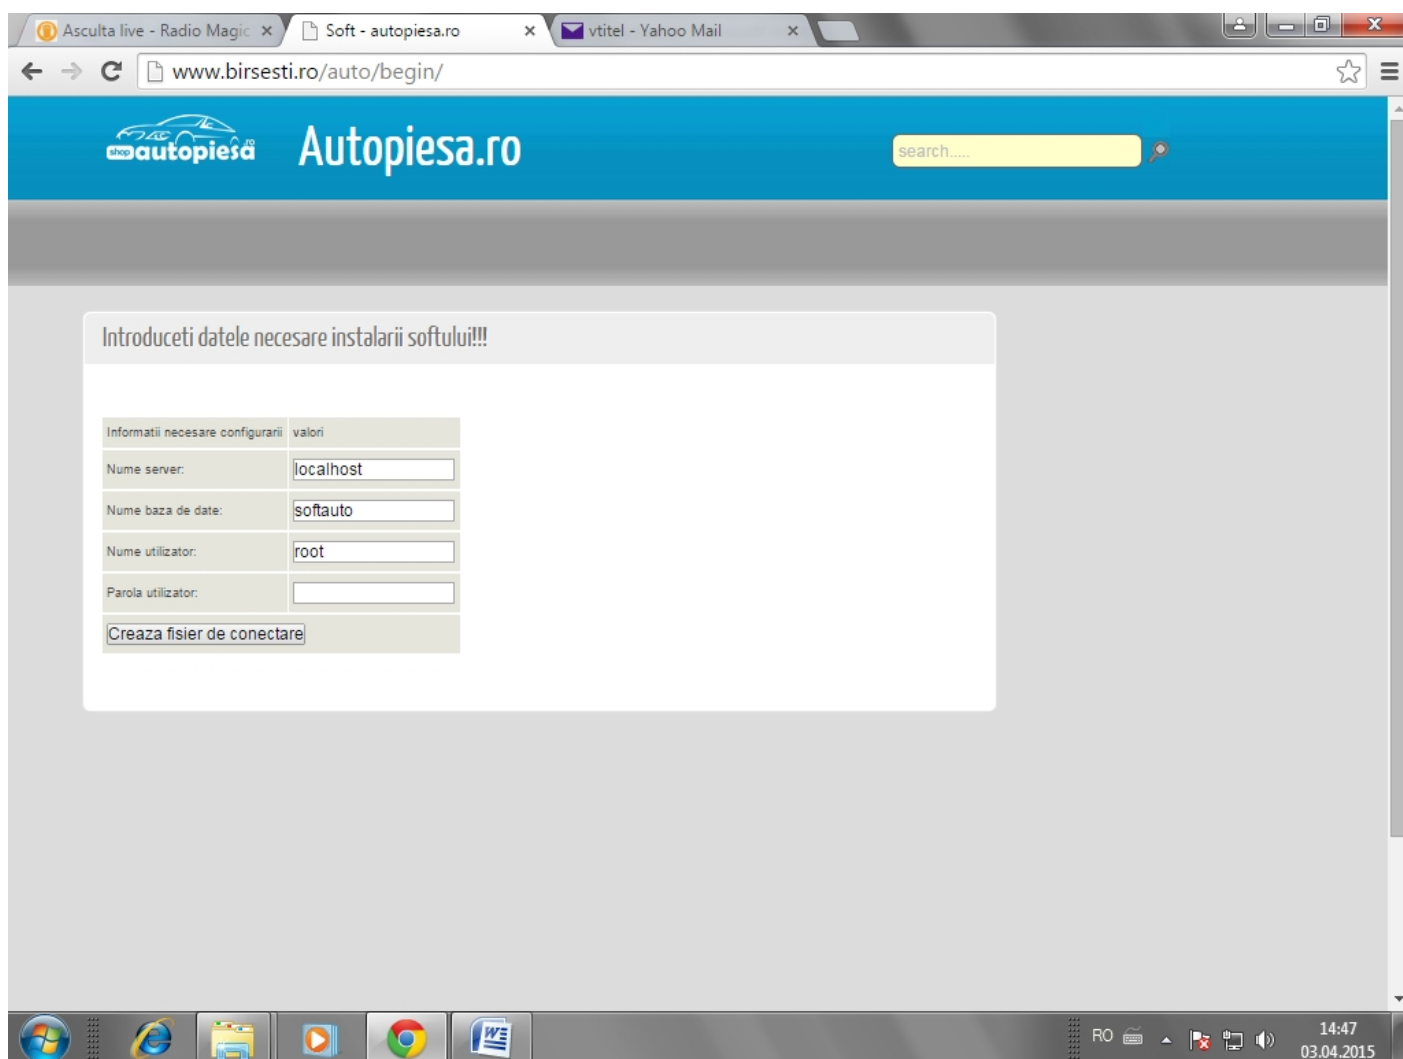 Asculta live - Radio Magic
Soft - autopiesa.ro
vtitel - Yahoo Mail
www.birsesti.ro/auto/begin/
shop autopiesa .ro
Autopiesa.ro
search.....
Introduceti datele necesare instalarii softului!!!
Informatii necesare configurarii valori
Nume server: localhost
Nume baza de date: softauto
Nume utilizator: root
Parola utilizator:
Creaza fisier de conectare
RO
14:47
03.04.2015